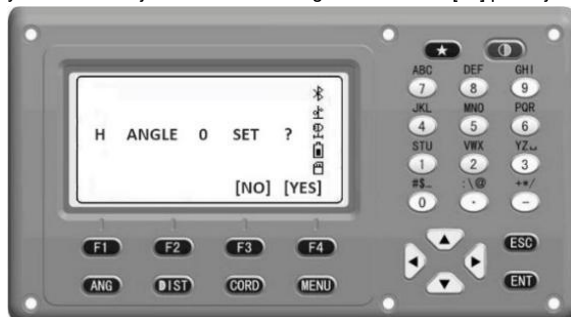 ABC DEF GHI
7 8 9
JKL MNO PQR
4 5 6
STU VWX YZ␣
1 2 3
#$_ :\@ +*/
0 . -
H ANGLE 0 SET ?
[NO] [YES]
F1 F2 F3 F4
ESC
ANG DIST CORD MENU
ENT